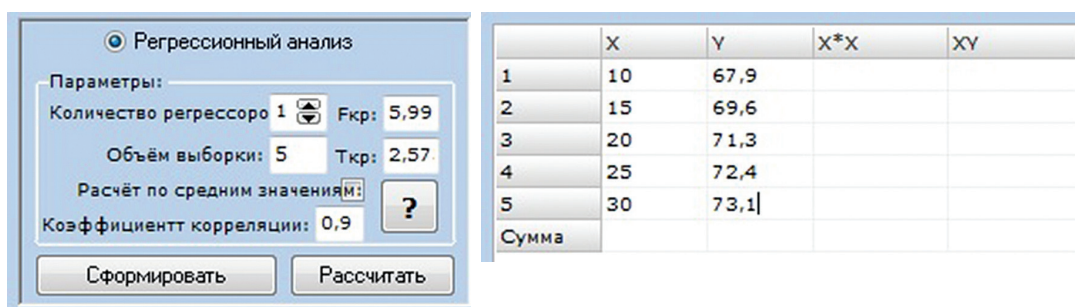 Регрессионный анализ
Параметры:
Количество регрессоро 1 Fкр: 5,99
Объём выборки: 5 Tкр: 2,57
Расчёт по средним значениям:
Коэффициентт корреляции: 0,9 ?
Сформировать Рассчитать
X Y X*X XY
1 10 67,9
2 15 69,6
3 20 71,3
4 25 72,4
5 30 73,1
Сумма